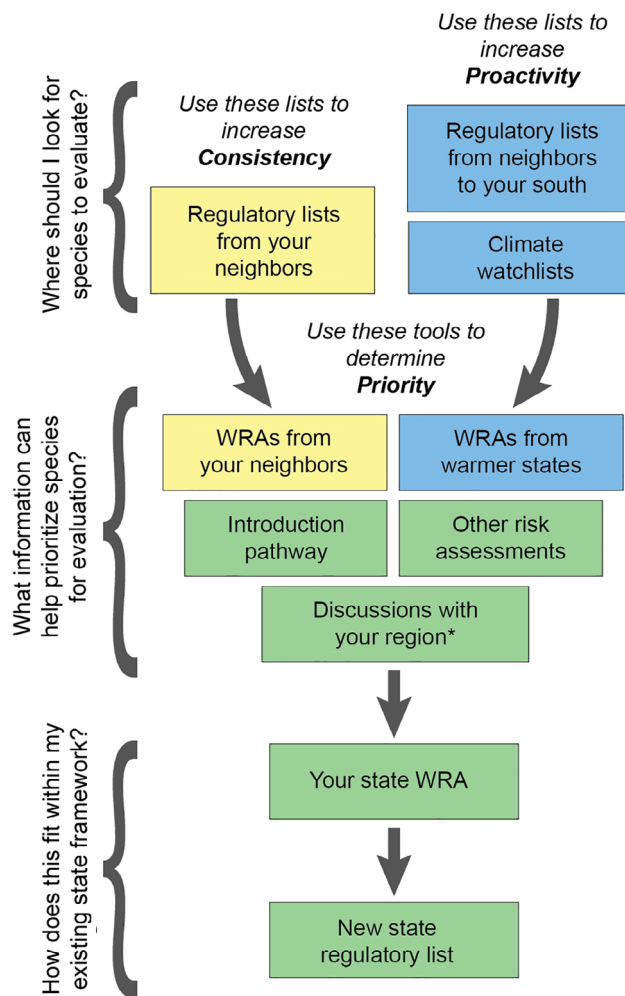 Where should I look for
species to evaluate?
Use these lists to
increase
Consistency
Regulatory lists
from your
neighbors
Use these lists to
increase
Proactivity
Regulatory lists
from neighbors
to your south
Climate
watchlists
Use these tools to
determine
Priority
What information can
help prioritize species
for evaluation?
WRAs from
your neighbors
WRAs from
warmer states
Introduction
pathway
Other risk
assessments
Discussions with
your region*
How does this fit within my
existing state framework?
Your state WRA
New state
regulatory list